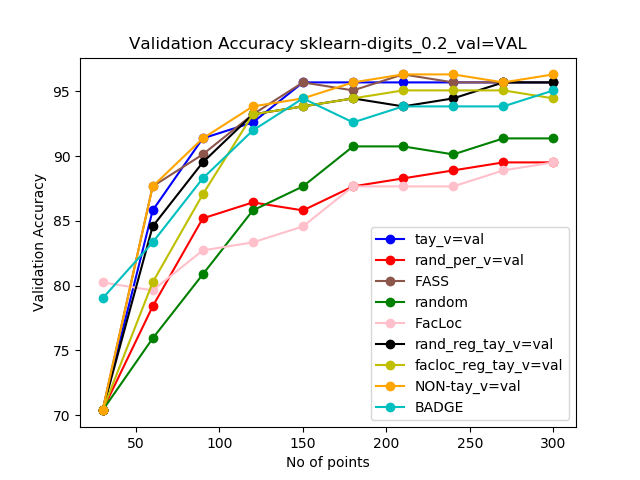 Validation Accuracy sklearn-digits_0.2_val=VAL
Validation Accuracy
95
90
85
80
75
70
50
100
150
200
250
300
No of points
tay_v=val
rand_per_v=val
FASS
random
FacLoc
rand_reg_tay_v=val
facloc_reg_tay_v=val
NON-tay_v=val
BADGE